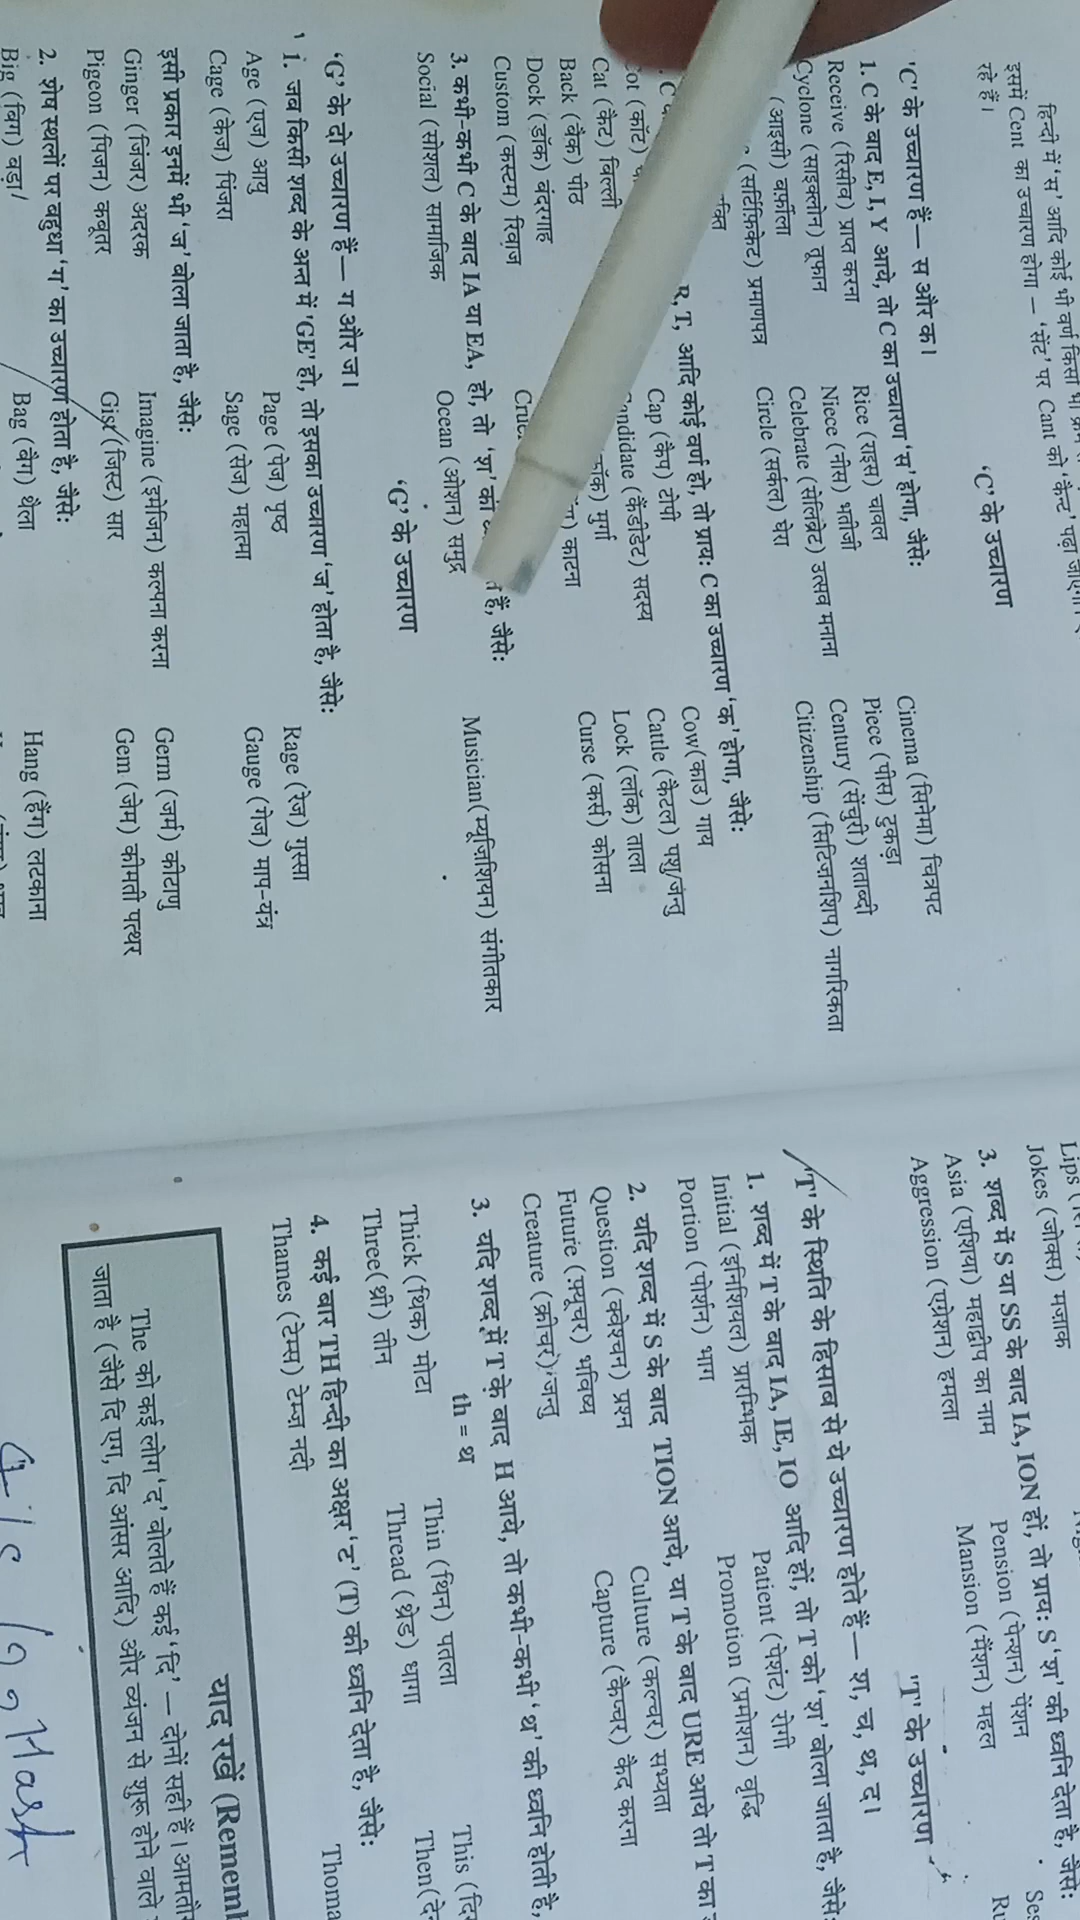 हिन्दी में 'स' आदि कोई भी वर्ण किसी भी
इसमें Cent का उच्चारण होगा – 'सेंट' पर Cant को 'कैन्ट' पढ़ा
रहे हैं।
'C' के उच्चारण
'C' के उच्चारण हैं— स और क।
1. C के बाद E, I, Y आये, तो C का उच्चारण 'स' होगा, जैसे:
Receive (रिसीव) प्राप्त करना Rice (राइस) चावल Cinema (सिनेमा) चित्रपट
Cyclone (साइक्लोन) तूफान Niece (नीस) भतीजी Piece (पीस) टुकड़ा
(आइसी) बर्फ़ीला Celebrate (सेलिब्रेट) उत्सव मनाना Century (सेंचुरी) शताब्दी
(सर्टिफ़िकेट) प्रमाणपत्र Circle (सर्कल) घेरा Citizenship (सिटिजनशिप) नागरिकता
R, T, आदि कोई वर्ण हो, तो प्राय: C का उच्चारण 'क' होगा, जैसे:
Cot (कॉट) Cap (कैप) टोपी Cow(काउ) गाय
Cat (कैट) बिल्ली Candidate (कैंडीडेट) सदस्य Cattle (कैटल) पशु/जंतु
Back (बैक) पीठ मुर्गा Lock (लॉक) ताला
Dock (डॉक) बंदरगाह काटना Curse (कर्स) कोसना
Custom (कस्टम) रिवाज़
3. कभी-कभी C के बाद IA या EA, हो, तो 'श' की है, जैसे:
Social (सोशल) सामाजिक Ocean (ओशन) समुद्र Musician(म्यूज़िशियन) संगीतकार
'G' के उच्चारण
'G' के दो उच्चारण हैं— ग और ज।
1. जब किसी शब्द के अन्त में 'GE' हो, तो इसका उच्चारण 'ज' होता है, जैसे:
Age (एज) आयु Page (पेज) पृष्ठ Rage (रेज) गुस्सा
Cage (केज) पिंजरा Sage (सेज) महात्मा Gauge (गेज) माप-यंत्र
इसी प्रकार इनमें भी 'ज' बोला जाता है, जैसे:
Ginger (जिंजर) अदरक Imagine (इमेजिन) कल्पना करना Germ (जर्म) कीटाणु
Pigeon (पिजन) कबूतर Gist (जिस्ट) सार Gem (जेम) कीमती पत्थर
2. शेष स्थलों पर बहुधा 'ग' का उच्चारण होता है, जैसे:
Big (बिग) बड़ा Bag (बैग) थैला Hang (हैंग) लटकाना
Lips
Jokes (जोक्स) मजाक
3. शब्द में S या SS के बाद IA, ION हों, तो प्राय: S 'श' की ध्वनि देता है, जैसे:
Asia (एशिया) महाद्वीप का नाम Pension (पेन्शन) पेंशन
Aggression (एग्रेशन) हमला Mansion (मैंशन) महल
'T' के उच्चारण
'T' के स्थिति के हिसाब से ये उच्चारण होते हैं— श, च, थ, द।
1. शब्द में T के बाद IA, IE, IO आदि हों, तो T को 'श' बोला जाता है, जैसे:
Initial (इनिशियल) प्रारम्भिक Patient (पेशंट) रोगी
Portion (पोर्शन) भाग Promotion (प्रमोशन) वृद्धि
2. यदि शब्द में S के बाद TION आये, या T के बाद URE आये तो T का
Question (क्वेश्चन) प्रश्न Culture (कल्चर) सभ्यता
Future (फ़्यूचर) भविष्य Capture (कैप्चर) कैद करना
Creature (क्रीचर) जन्तु
3. यदि शब्द में T के बाद H आये, तो कभी-कभी 'थ' की ध्वनि होती है,
th = थ
Thick (थिक) मोटा Thin (थिन) पतला This
Three(थ्री) तीन Thread (थ्रेड) धागा Then
4. कई बार TH हिन्दी का अक्षर 'ट' (T) की ध्वनि देता है, जैसे:
Thames (टेम्स) टेम्ज नदी
याद रखें
The को कई लोग 'द' बोलते हैं कई 'दि' – दोनों सही हैं।
जाता है (जैसे दि एग, दि आंसर आदि) और व्यंजन से शुरू होने वाले